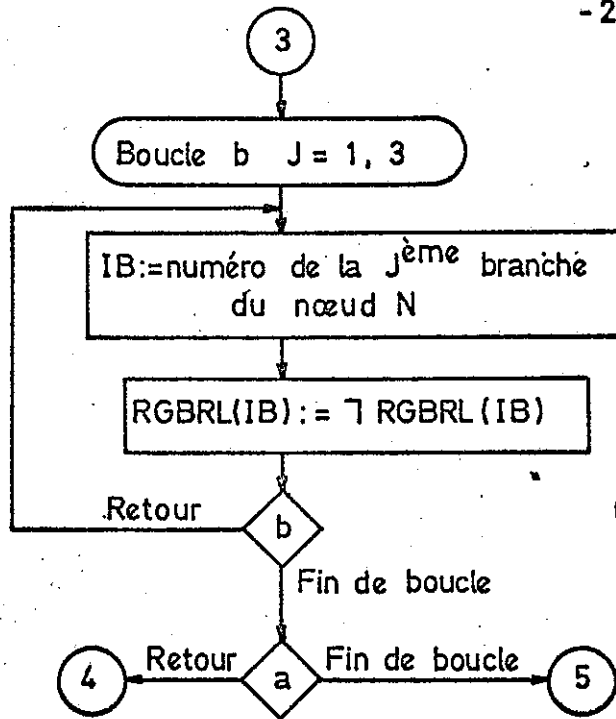 -2
3
Boucle b J = 1, 3
IB:=numéro de la Jème branche
du nœud N
RGBRL(IB):= ℸ RGBRL(IB)
Retour
b
Fin de boucle
4
Retour
a
Fin de boucle
5